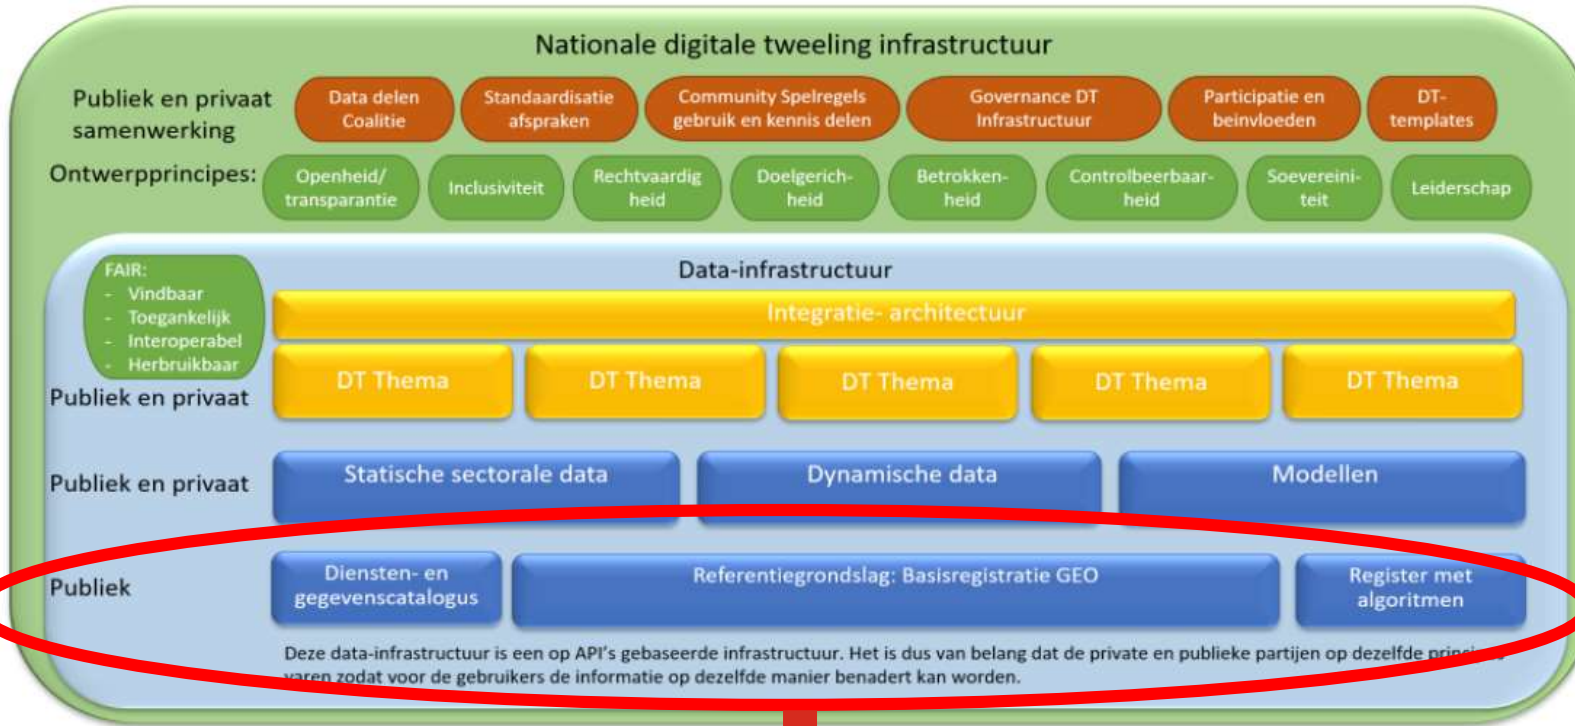 Nationale digitale tweeling infrastructuur
Publiek en privaat
samenwerking
Data delen
Coalitie
Standaardisatie
afspraken
Community Spelregels
gebruik en kennis delen
Governance DT
Infrastructuur
Participatie en
beinvloeden
DT-
templates
Ontwerpprincipes:
Openheid/
transparantie
Inclusiviteit
Rechtvaardig
heid
Doelgerich-
heid
Betrokken-
heid
Controlbeerbaar-
heid
Soevereini-
teit
Leiderschap
FAIR:
- Vindbaar
- Toegankelijk
- Interoperabel
- Herbruikbaar
Data-infrastructuur
Integratie- architectuur
Publiek en privaat
DT Thema
DT Thema
DT Thema
DT Thema
DT Thema
Publiek en privaat
Statische sectorale data
Dynamische data
Modellen
Publiek
Diensten- en
gegevenscatalogus
Referentiegrondslag: Basisregistratie GEO
Register met
algoritmen
Deze data-infrastructuur is een op API's gebaseerde infrastructuur. Het is dus van belang dat de private en publieke partijen op dezelfde
varen zodat voor de gebruikers de informatie op dezelfde manier benadert kan worden.